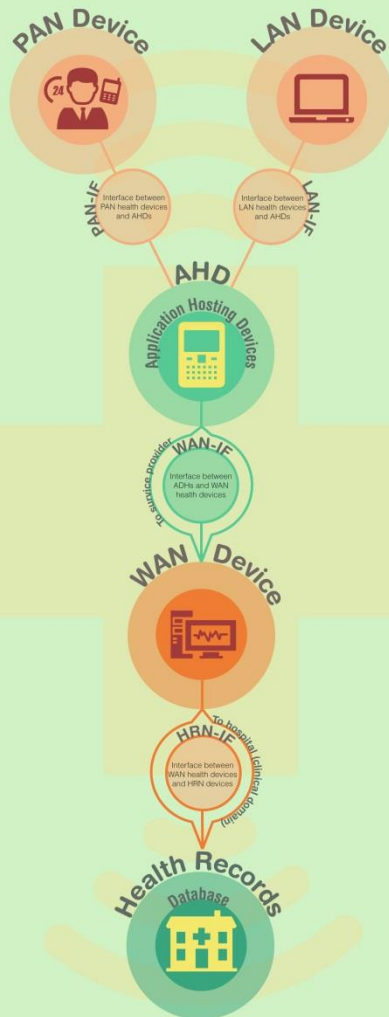 PAN Device
LAN Device
24
PAN-IF
Interface between
PAN health devices
and AHDs
LAN-IF
Interface between
LAN health devices
and AHDs
AHD
Application Hosting Devices
To survice provider
WAN-IF
Interface between
ADHs and WAN
health devices
WAN Device
To hospital (clinical domain)
HRN-IF
Interface between
WAN health devices
and HRN devices
Health Records
Database